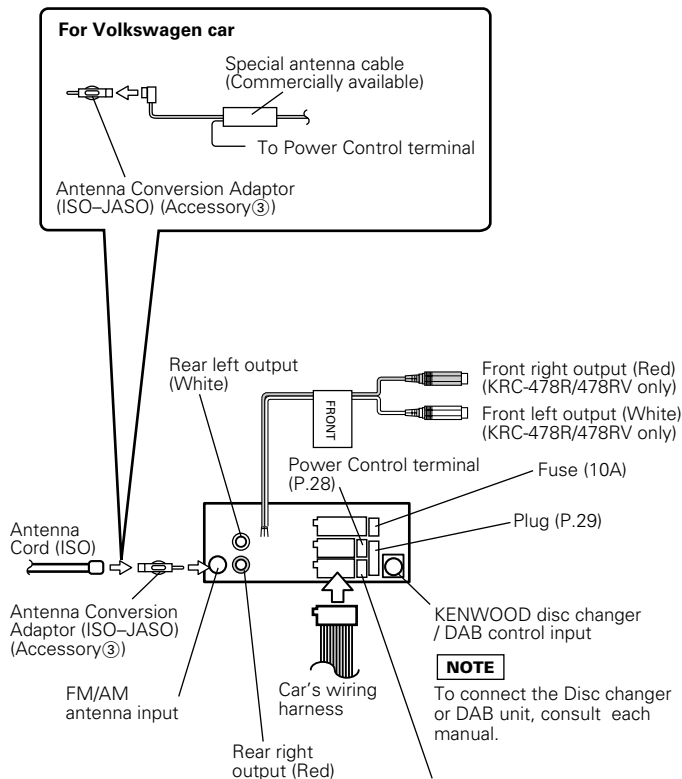 For Volkswagen car
Special antenna cable
(Commercially available)
To Power Control terminal
Antenna Conversion Adaptor
(ISO–JASO) (Accessory③)
Rear left output
(White)
FRONT
Front right output (Red)
(KRC-478R/478RV only)
Front left output (White)
(KRC-478R/478RV only)
Power Control terminal
(P.28)
Fuse (10A)
Plug (P.29)
Antenna
Cord (ISO)
Antenna Conversion
Adaptor (ISO–JASO)
(Accessory③)
FM/AM
antenna input
Car's wiring
harness
KENWOOD disc changer
/ DAB control input
NOTE
To connect the Disc changer
or DAB unit, consult each
manual.
Rear right
output (Red)